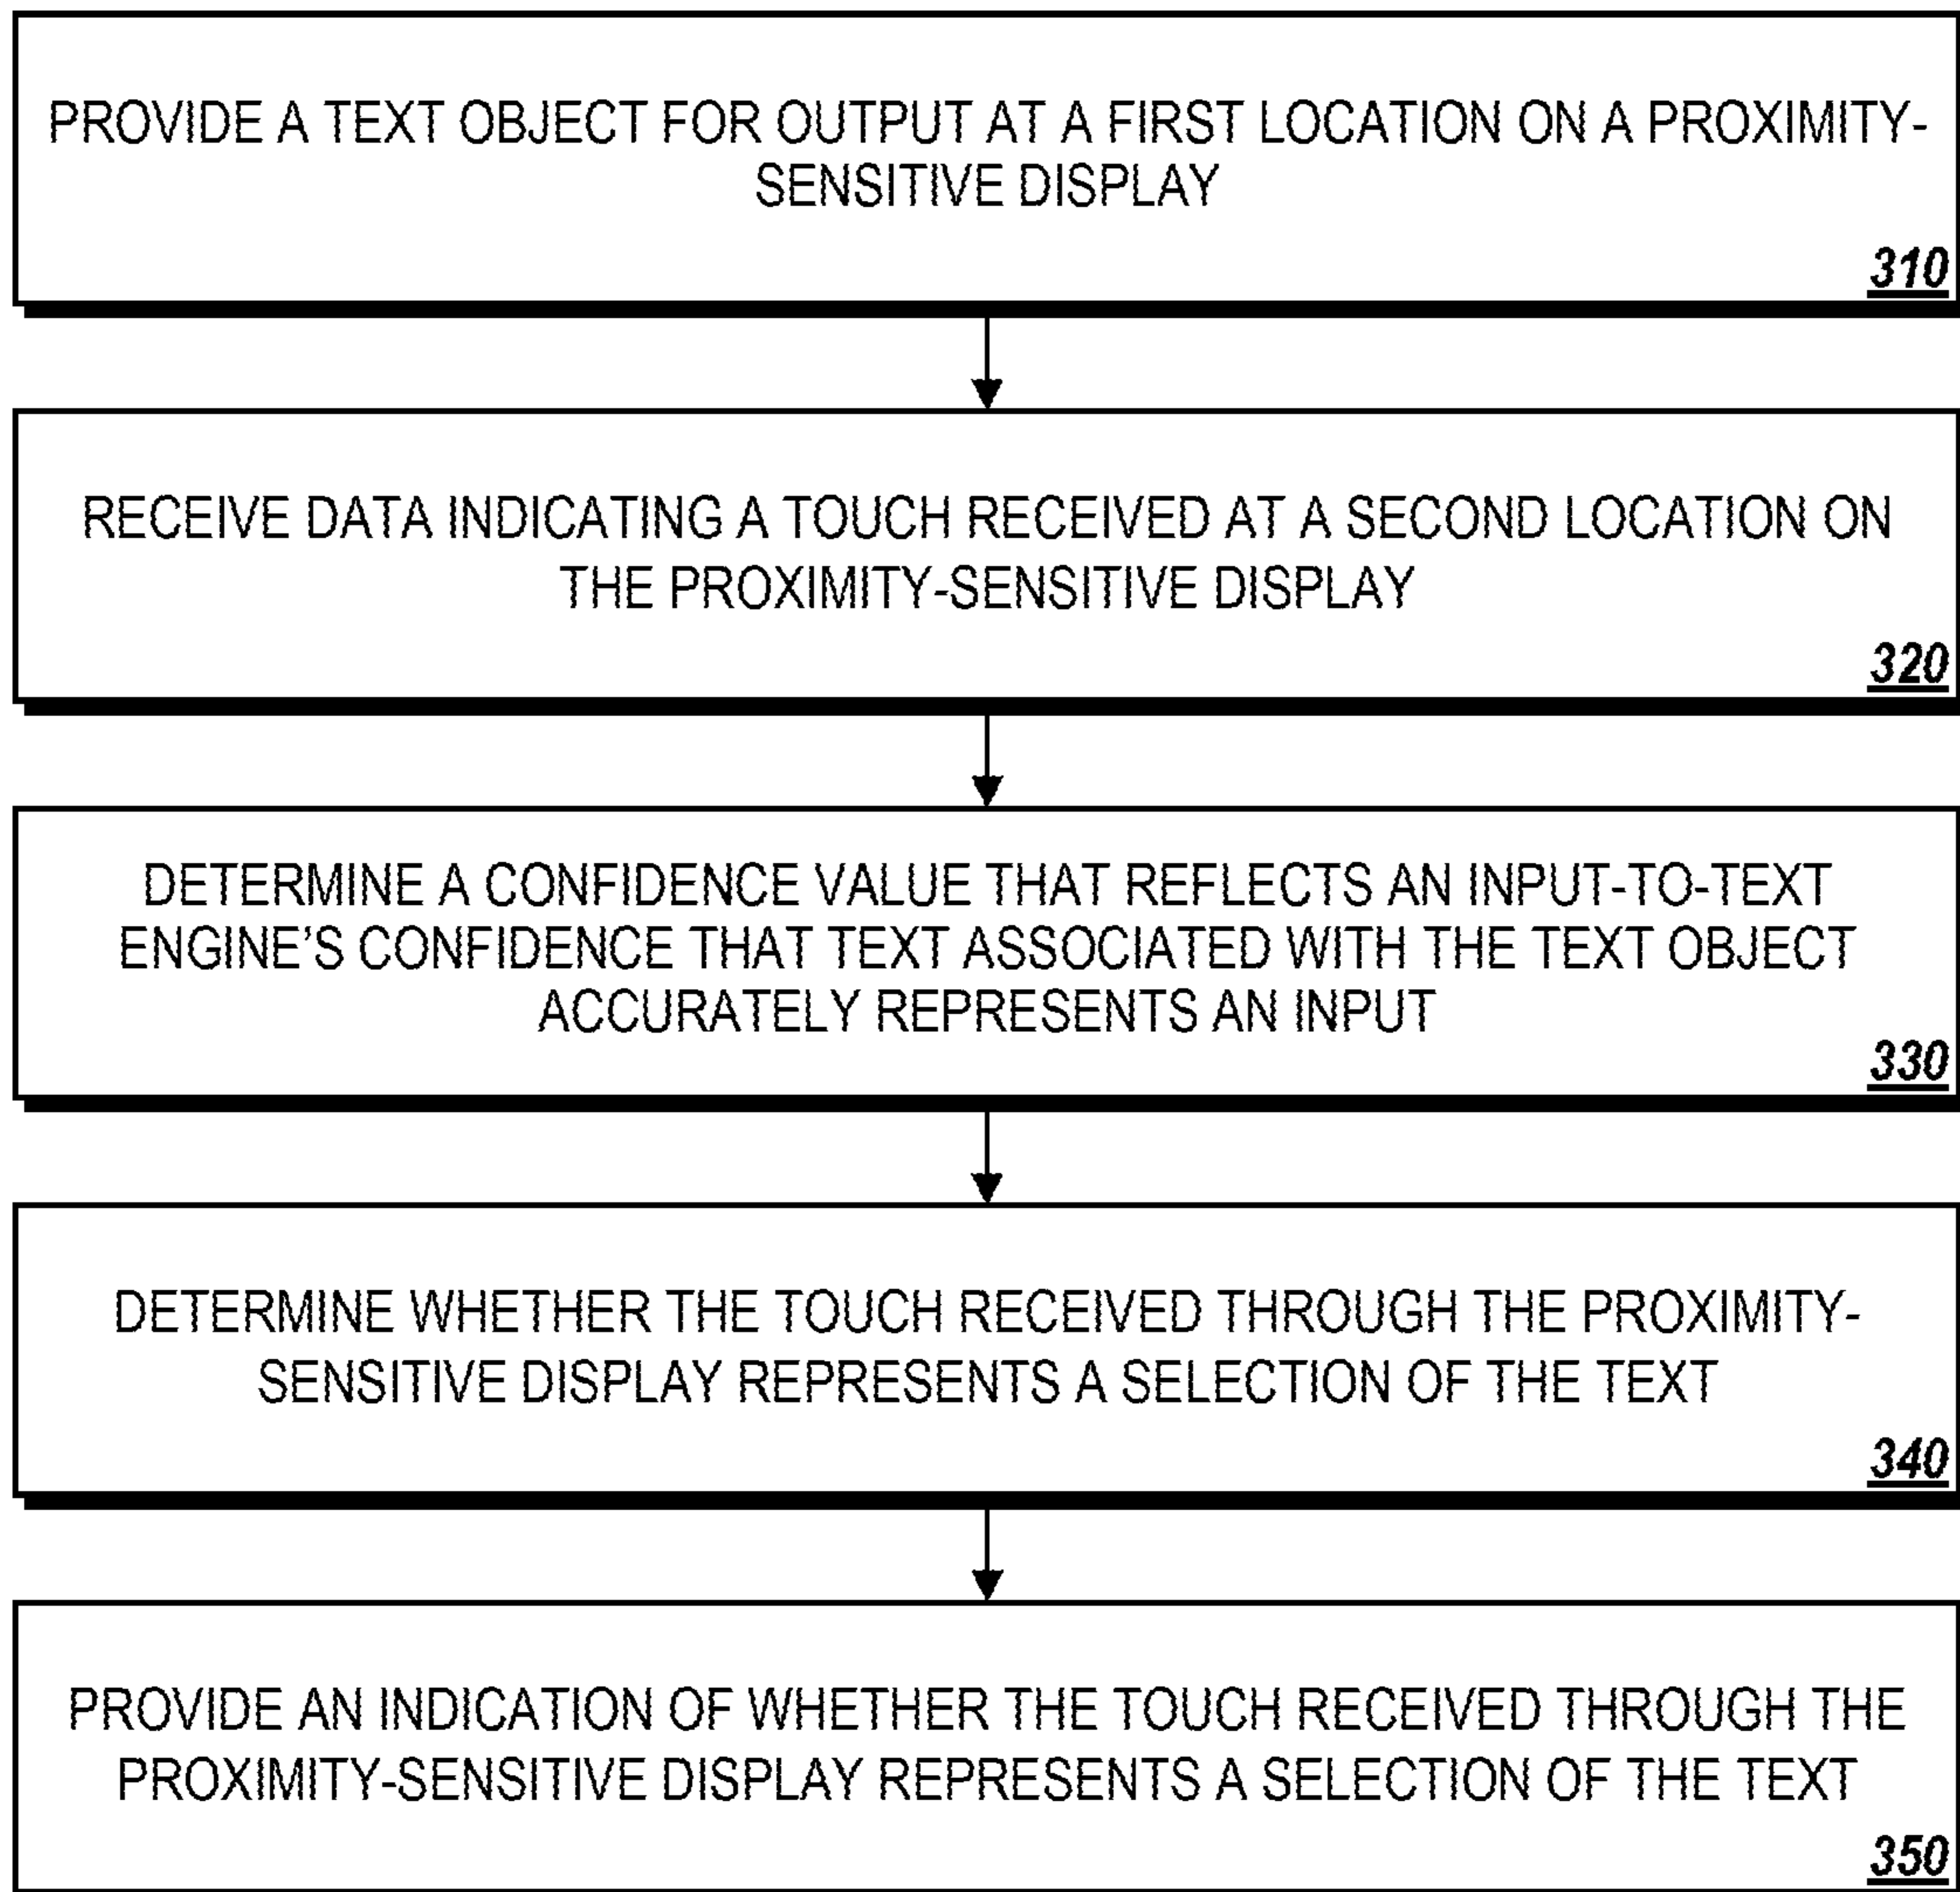 PROVIDE A TEXT OBJECT FOR OUTPUT AT A FIRST LOCATION ON A PROXIMITY-
SENSITIVE DISPLAY
310
RECEIVE DATA INDICATING A TOUCH RECEIVED AT A SECOND LOCATION ON
THE PROXIMITY-SENSITIVE DISPLAY
320
DETERMINE A CONFIDENCE VALUE THAT REFLECTS AN INPUT-TO-TEXT
ENGINE'S CONFIDENCE THAT TEXT ASSOCIATED WITH THE TEXT OBJECT
ACCURATELY REPRESENTS AN INPUT
330
DETERMINE WHETHER THE TOUCH RECEIVED THROUGH THE PROXIMITY-
SENSITIVE DISPLAY REPRESENTS A SELECTION OF THE TEXT
340
PROVIDE AN INDICATION OF WHETHER THE TOUCH RECEIVED THROUGH THE
PROXIMITY-SENSITIVE DISPLAY REPRESENTS A SELECTION OF THE TEXT
350